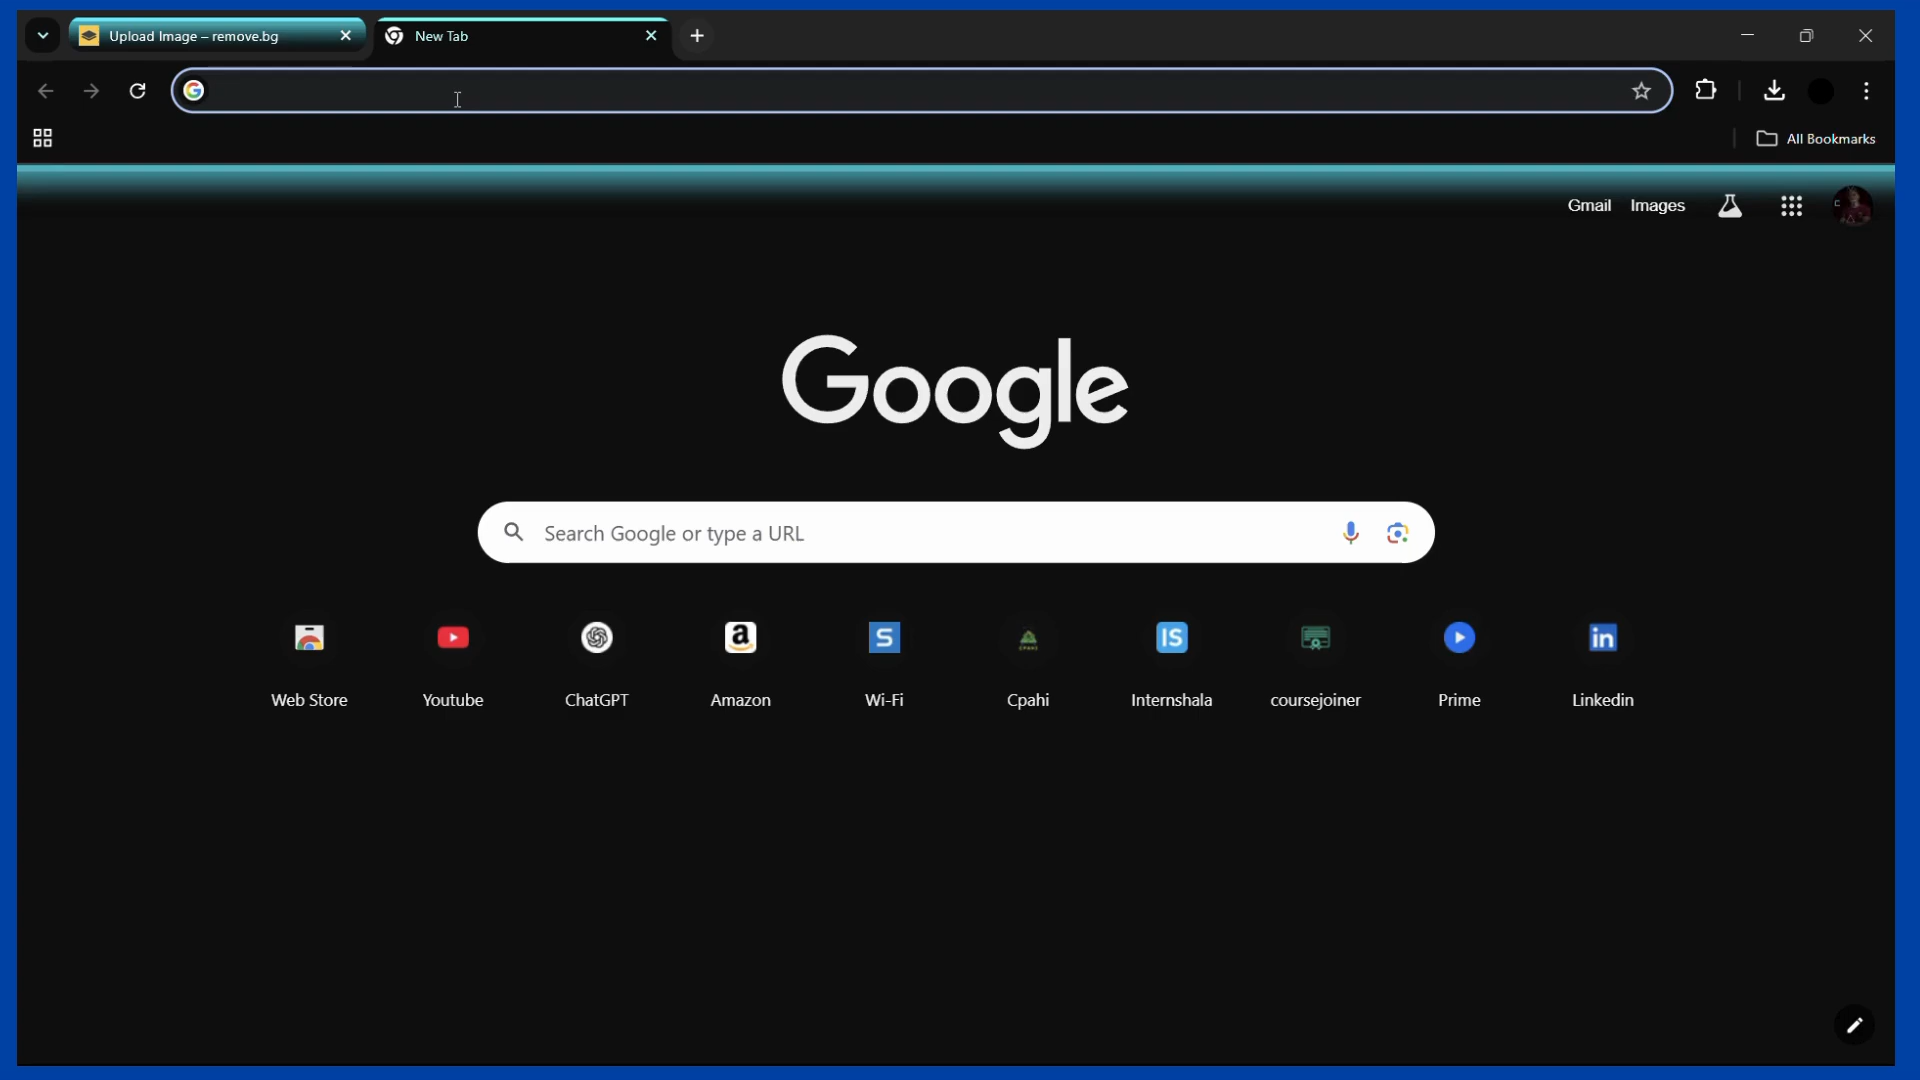 Upload Image – remove.bg
New Tab
All Bookmarks
Gmail Images
Google
Search Google or type a URL
Web Store Youtube ChatGPT Amazon Wi-Fi Cpahi Internshala coursejoiner Prime Linkedin